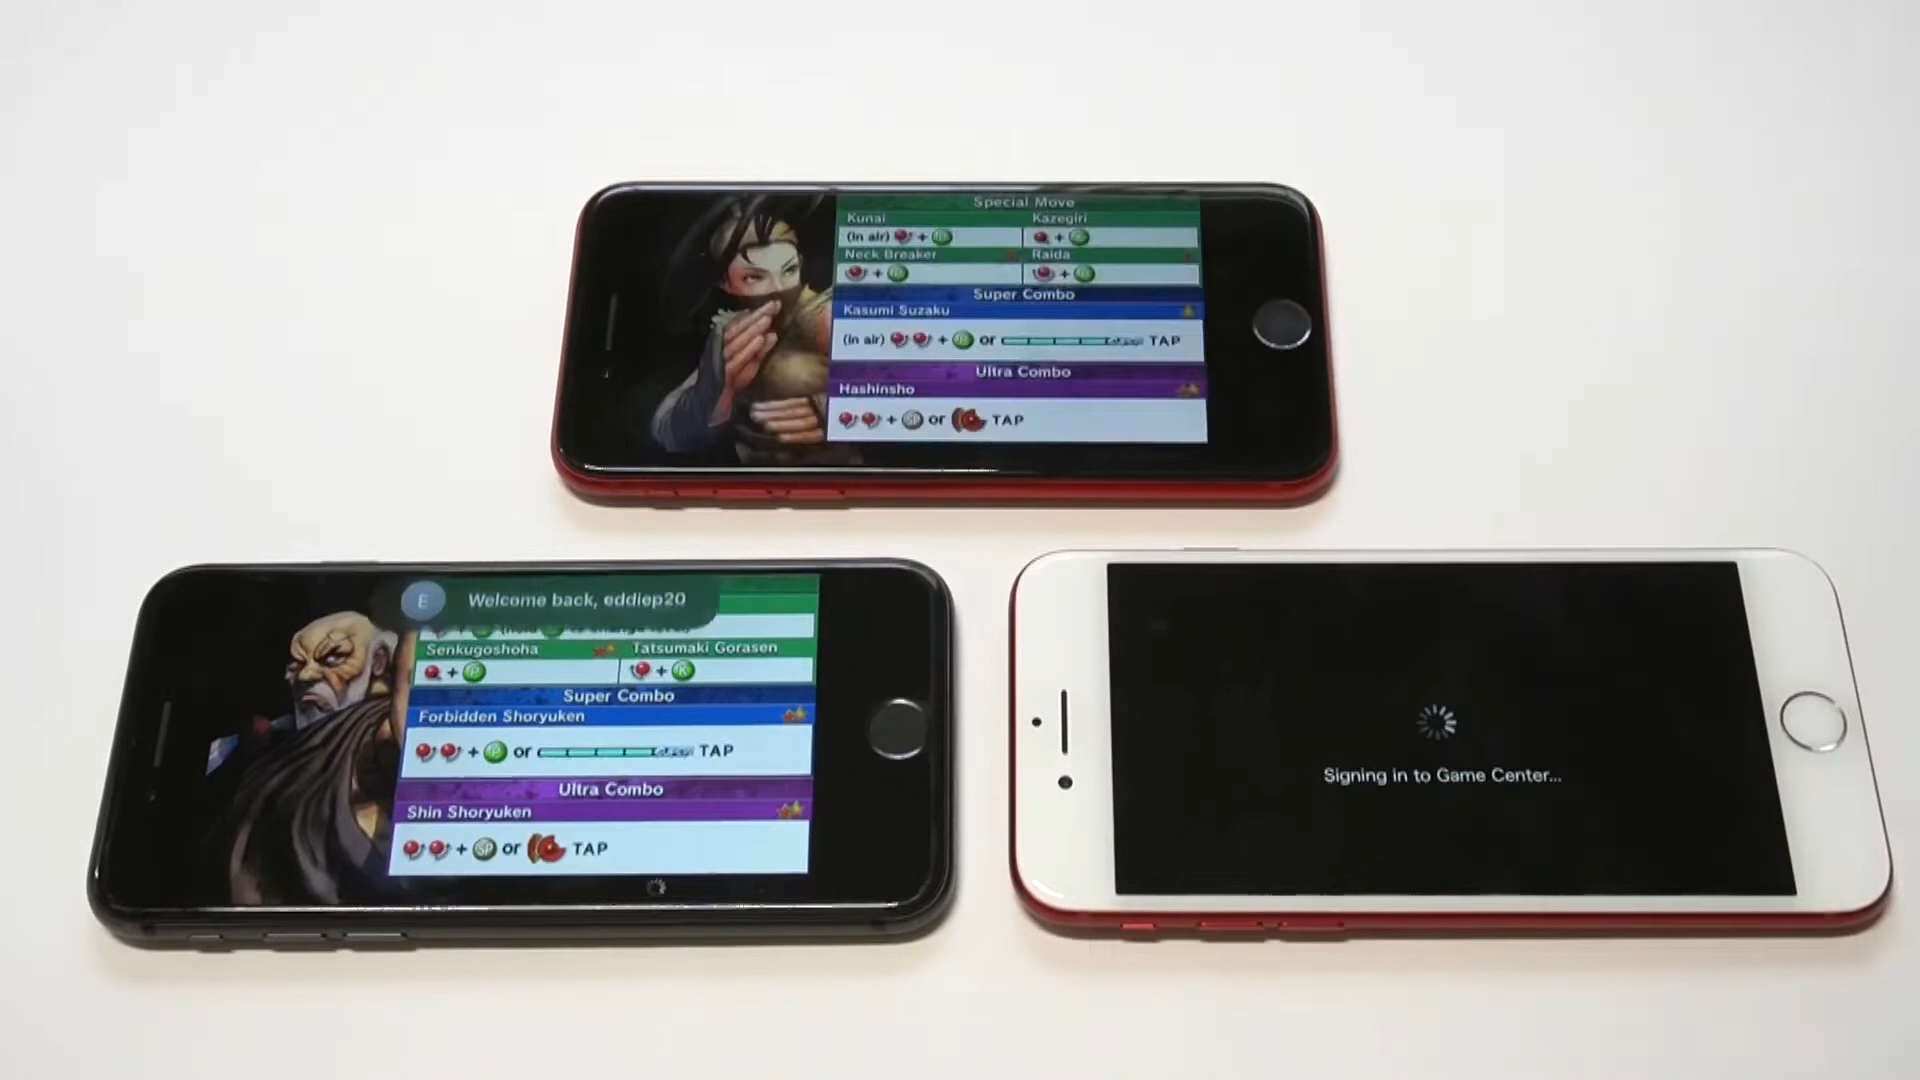 Special Move
Kunai Kazegiri
(in air) + +
Neck Breaker Raida
+ +
Super Combo
Kasumi Suzaku
(in air) + or TAP
Ultra Combo
Hashinsho
+ SP or TAP
E Welcome back, eddiep20
Senkugoshoha Tatsumaki Gorasen
+ P + K
Super Combo
Forbidden Shoryuken
+ P or TAP
Ultra Combo
Shin Shoryuken
+ SP or TAP
Signing in to Game Center...